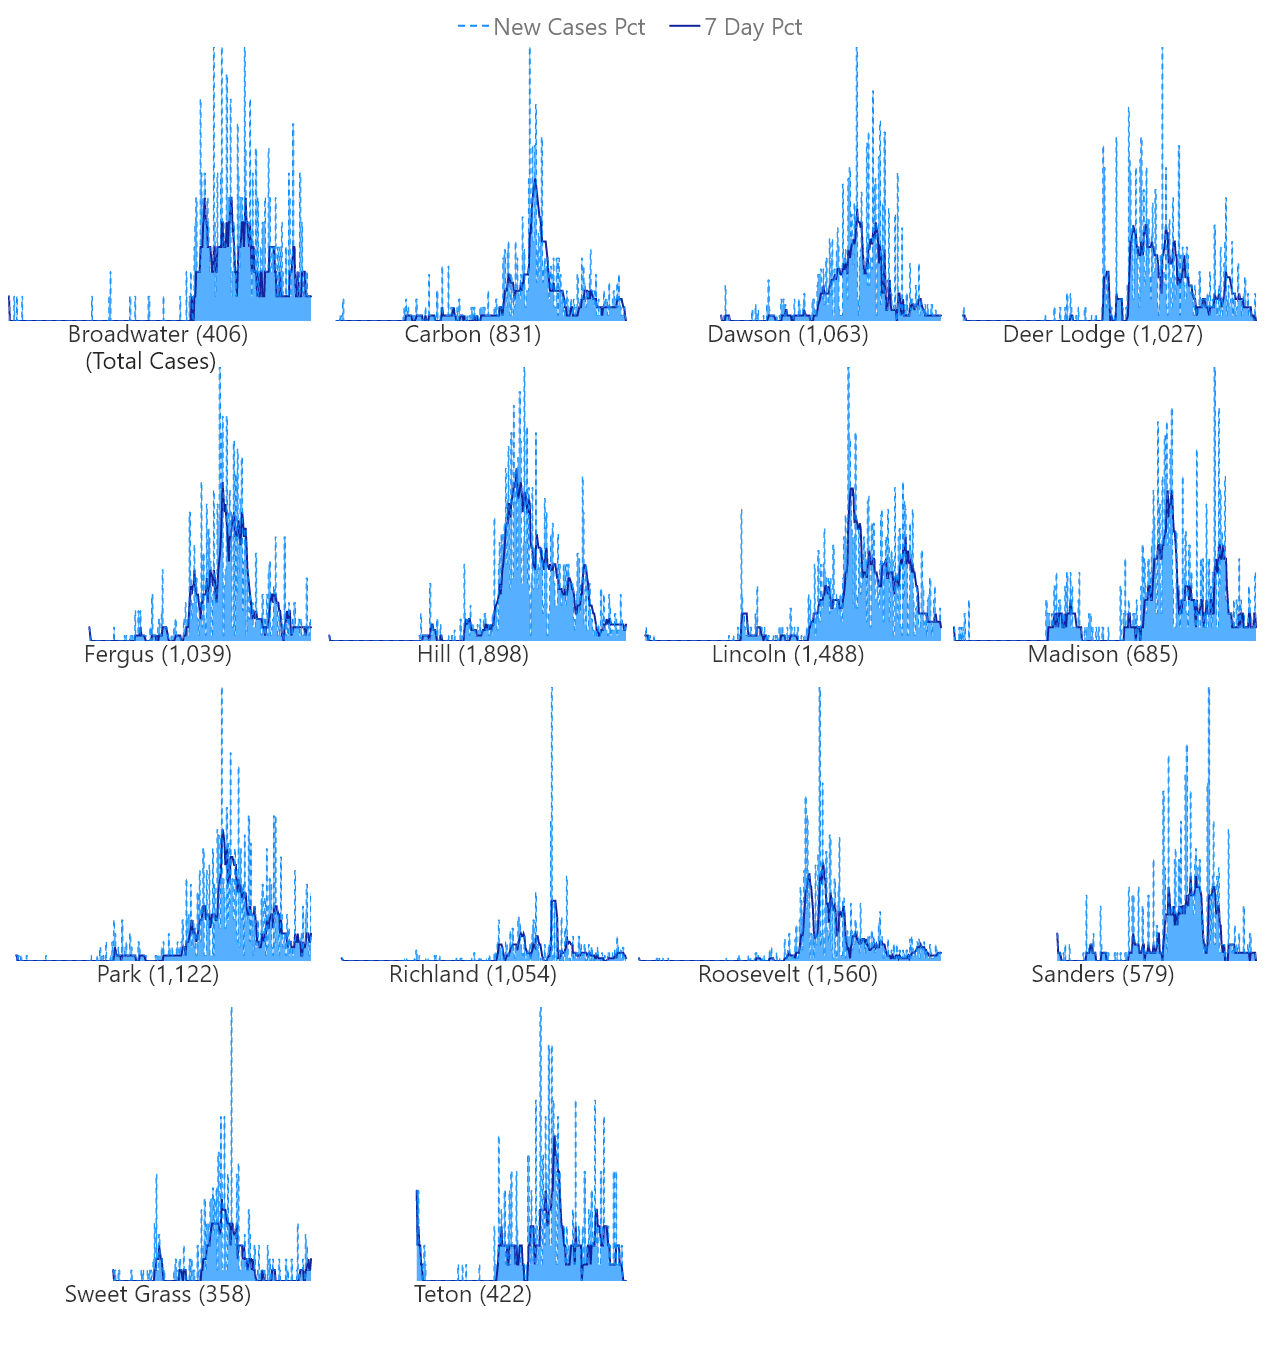 New Cases Pct 7 Day Pct
Broadwater (406) Carbon (831) Dawson (1,063) Deer Lodge (1,027)
(Total Cases)
Fergus (1,039) Hill (1,898) Lincoln (1,488) Madison (685)
Park (1,122) Richland (1,054) Roosevelt (1,560) Sanders (579)
Sweet Grass (358) Teton (422)